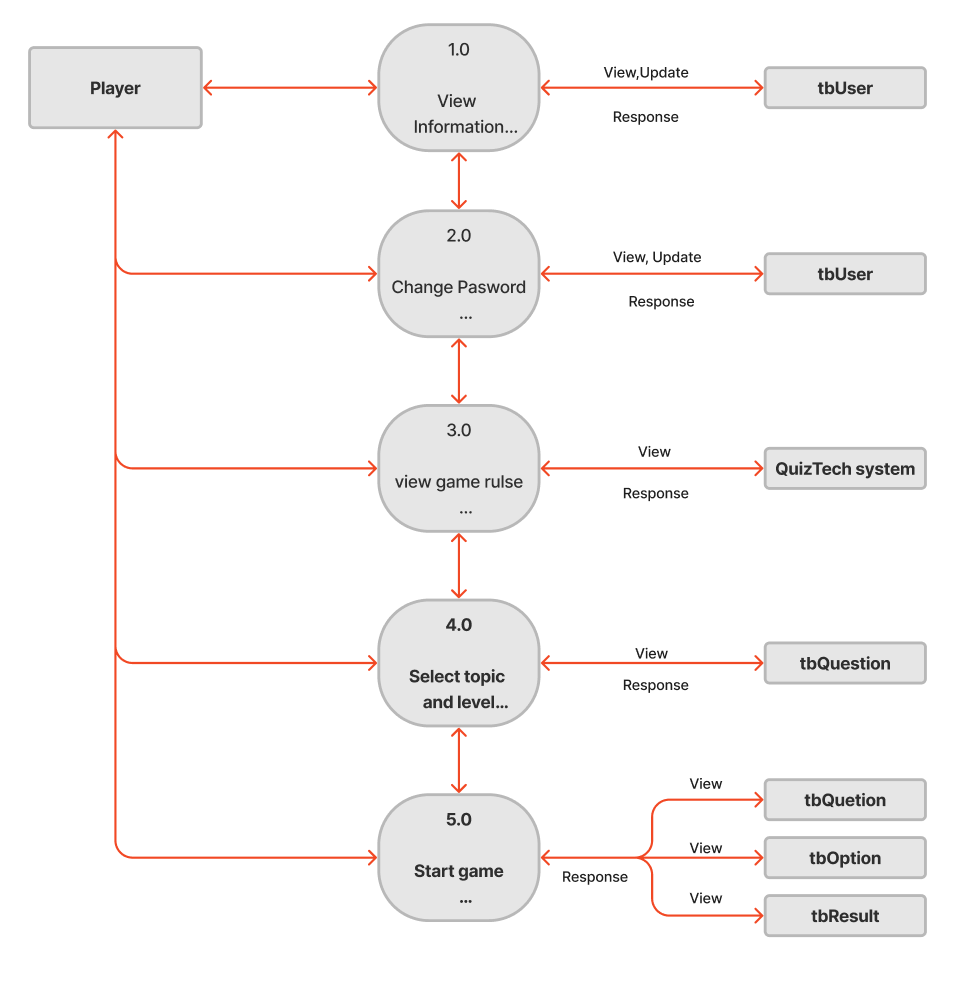 Player
1.0
View
Information...
View,Update
Response
tbUser
2.0
Change Pasword
...
View, Update
Response
tbUser
3.0
view game rulse
...
View
Response
QuizTech system
4.0
Select topic
and level...
View
Response
tbQuestion
5.0
Start game
...
Response
View
tbQuetion
View
tbOption
View
tbResult